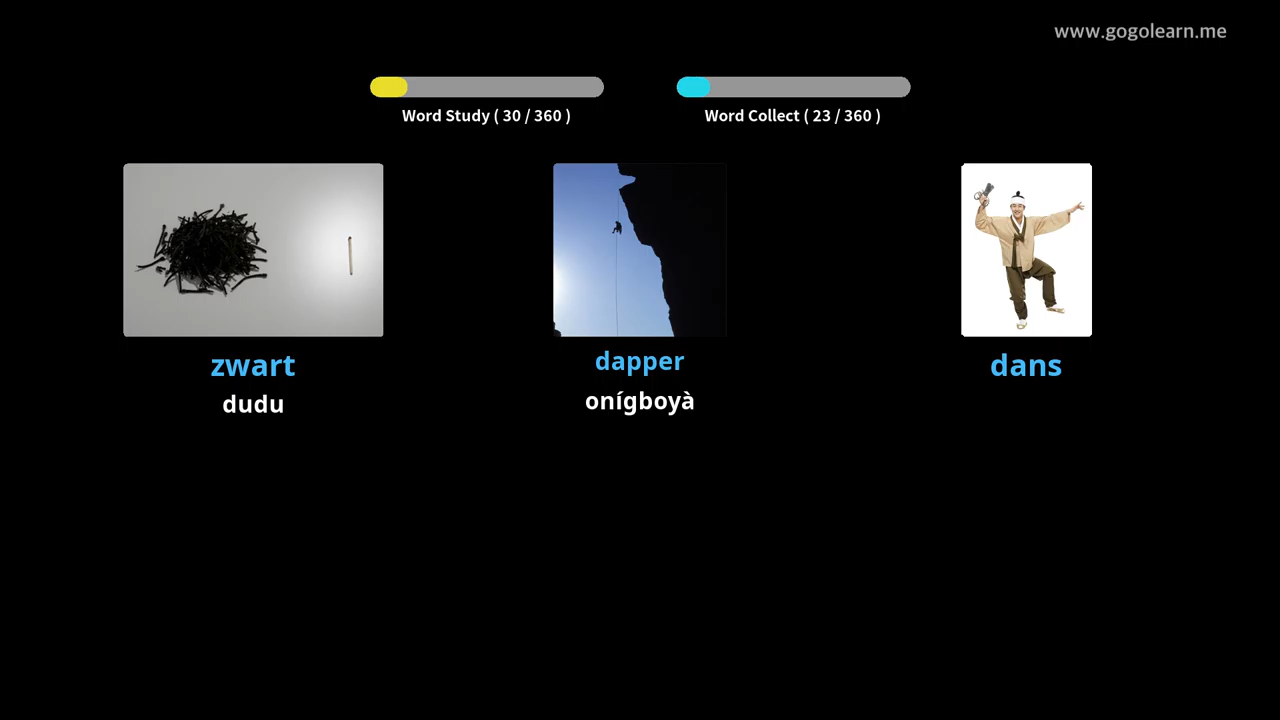 www.gogolearn.me
Word Study ( 30 / 360 )
Word Collect ( 23 / 360 )
zwart
dudu
dapper
onígboyà
dans